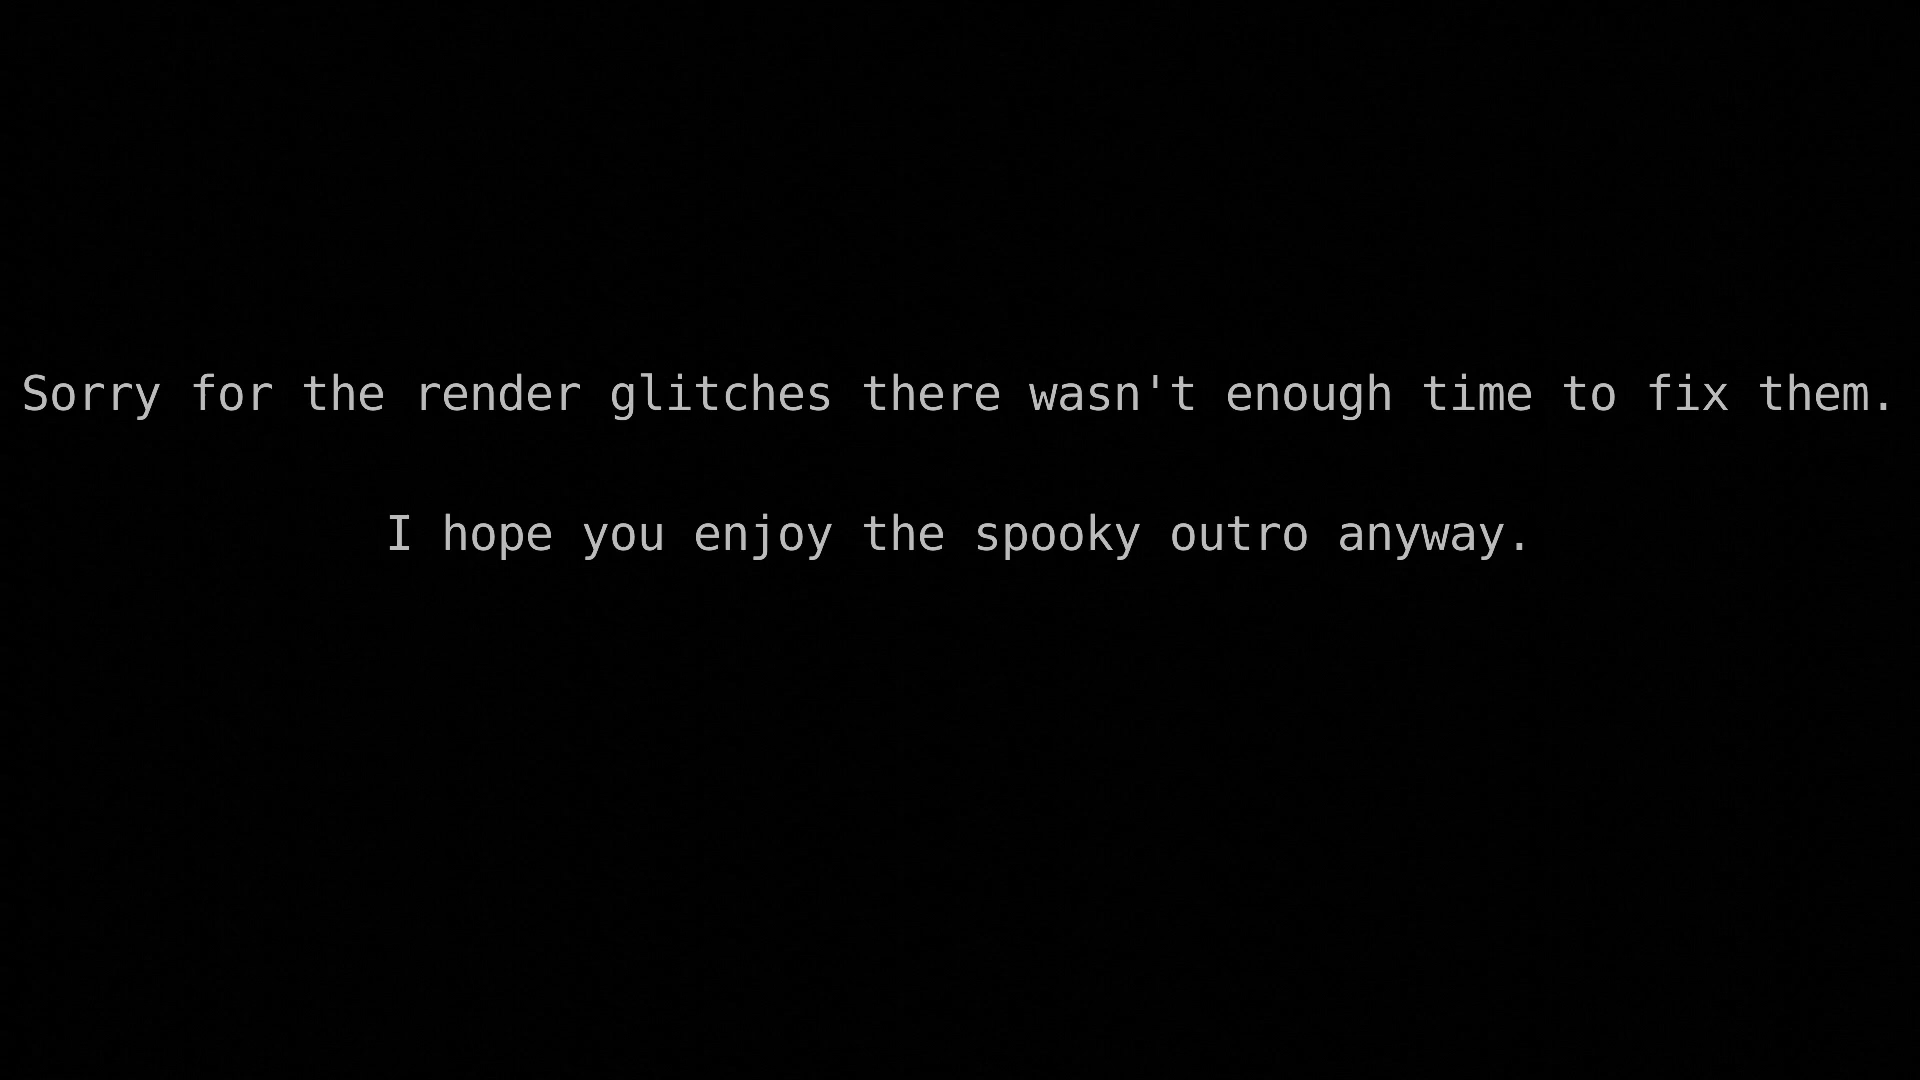 Sorry for the render glitches there wasn't enough time to fix them.
I hope you enjoy the spooky outro anyway.